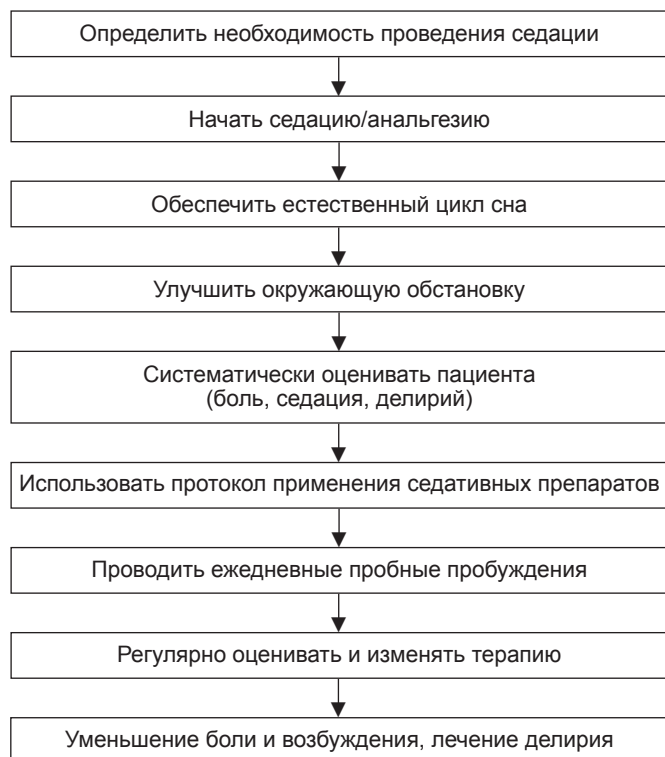 Определить необходимость проведения седации
Начать седацию/анальгезию
Обеспечить естественный цикл сна
Улучшить окружающую обстановку
Систематически оценивать пациента
(боль, седация, делирий)
Использовать протокол применения седативных препаратов
Проводить ежедневные пробные пробуждения
Регулярно оценивать и изменять терапию
Уменьшение боли и возбуждения, лечение делирия